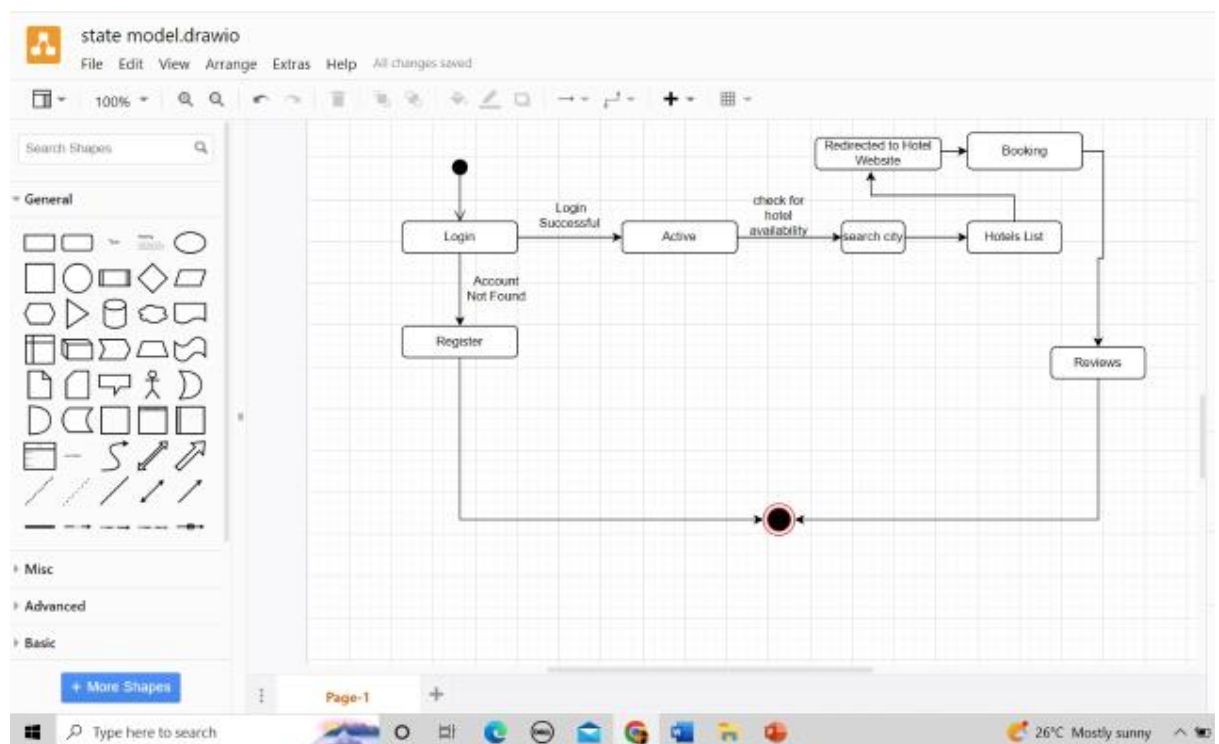 state model.drawio
File Edit View Arrange Extras Help All changes saved
100%
Search Shapes
General
Misc
Advanced
Basic
+ More Shapes
Redirected to Hotel
Website
Booking
check for
hotel
availability
Login
Successful
Login
Active
search city
Hotels List
Account
Not Found
Register
Reviews
Page-1
Type here to search
26°C Mostly sunny